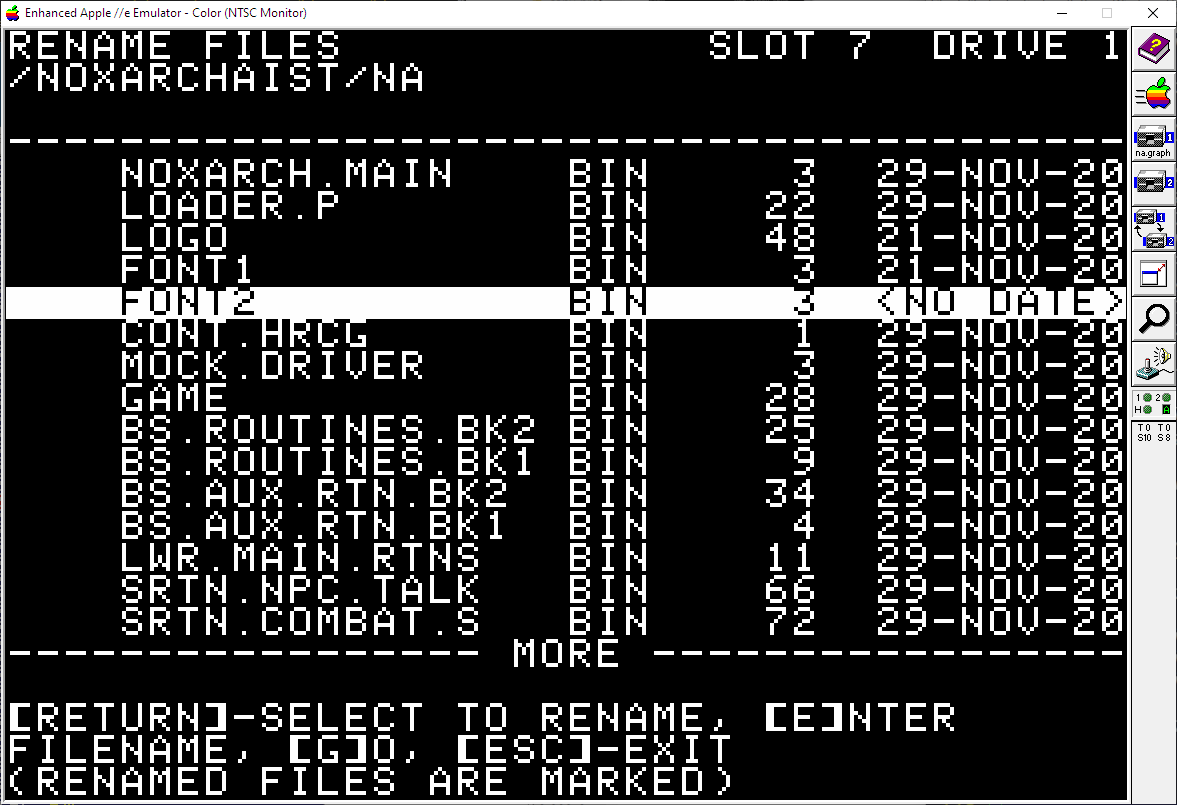 Enhanced Apple //e Emulator - Color (NTSC Monitor)
RENAME FILES SLOT 7 DRIVE 1
/NOXARCHAIST/NA
NOXARCH.MAIN BIN 3 29-NOV-20
LOADER.P BIN 22 29-NOV-20
LOGO BIN 48 21-NOV-20
FONT1 BIN 3 21-NOV-20
FONT2 BIN 3 <NO DATE>
CONT.HRCG BIN 1 29-NOV-20
MOCK.DRIVER BIN 3 29-NOV-20
GAME BIN 28 29-NOV-20
BS.ROUTINES.BK2 BIN 25 29-NOV-20
BS.ROUTINES.BK1 BIN 9 29-NOV-20
BS.AUX.RTN.BK2 BIN 34 29-NOV-20
BS.AUX.RTN.BK1 BIN 4 29-NOV-20
LWR.MAIN.RTNS BIN 11 29-NOV-20
SRTN.NPC.TALK BIN 66 29-NOV-20
SRTN.COMBAT.S BIN 72 29-NOV-20
MORE
[RETURN]-SELECT TO RENAME, [E]NTER
FILENAME, [G]O, [ESC]-EXIT
(RENAMED FILES ARE MARKED)
?
1
na.graph
2
1
2
1 2
H A
T0 T0
S10 S8